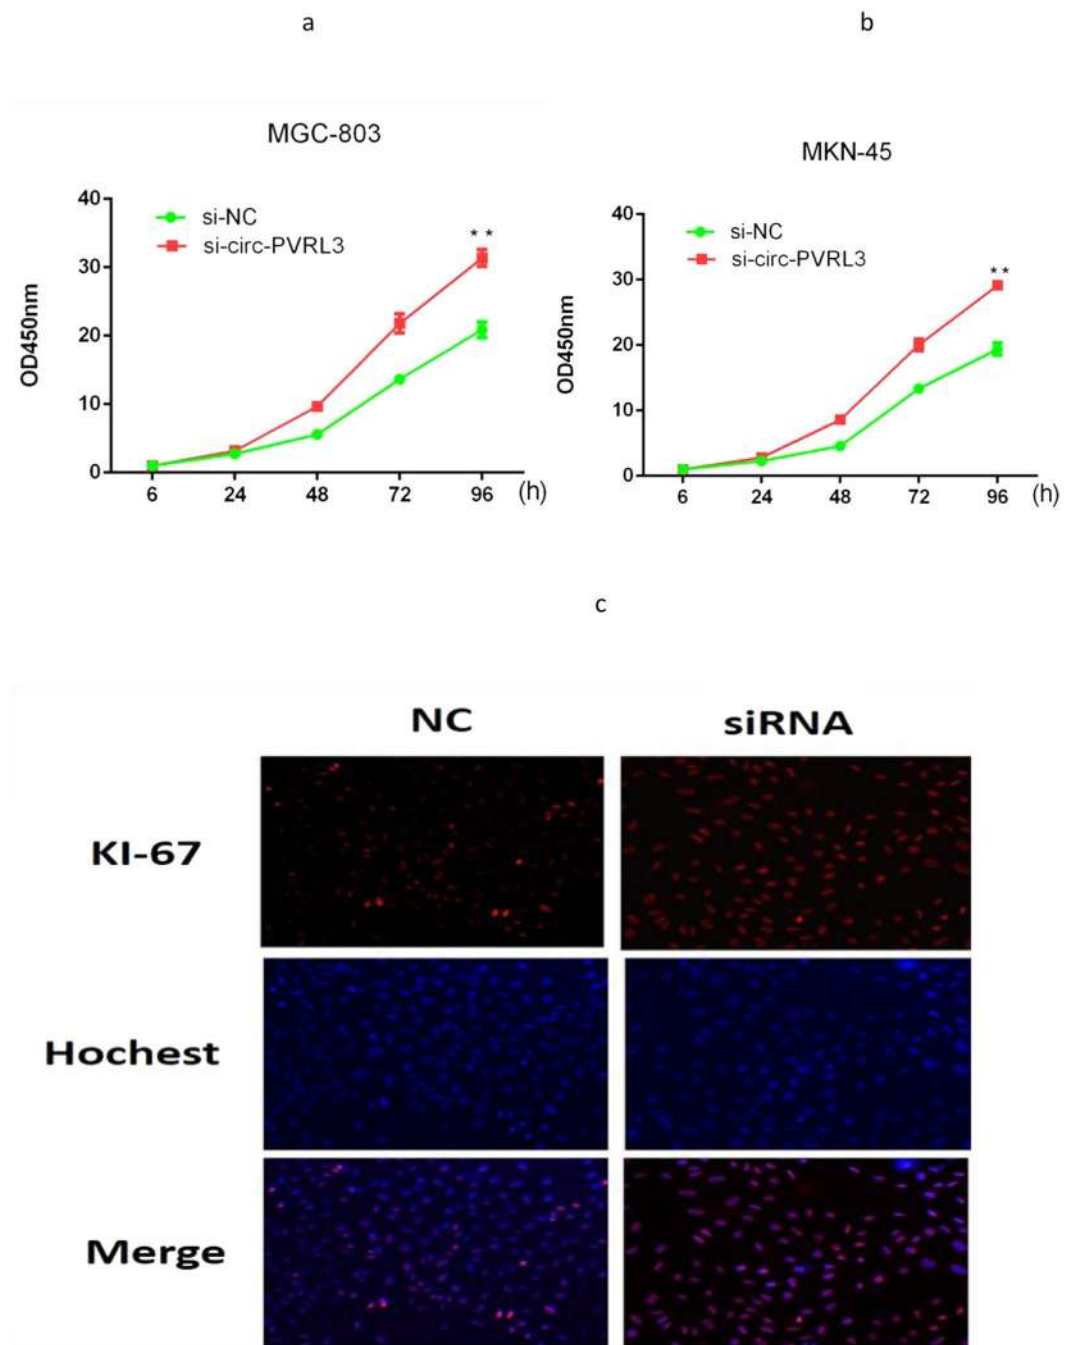 a
b
MGC-803
MKN-45
40
30
20
10
0
OD450nm
si-NC
si-circ-PVRL3
* *
6 24 48 72 96 (h)
40
30
20
10
0
OD450nm
si-NC
si-circ-PVRL3
**
6 24 48 72 96 (h)
c
NC siRNA
KI-67
Hochest
Merge